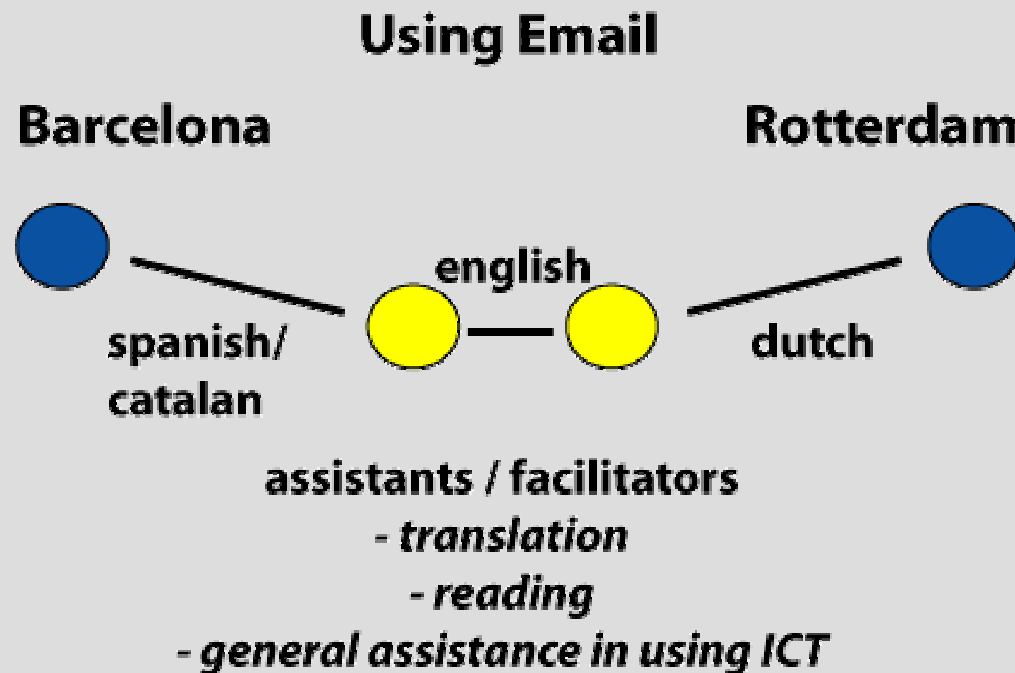 Using Email
Barcelona
Rotterdam
english
spanish/
catalan
dutch
assistants / facilitators
- translation
- reading
- general assistance in using ICT